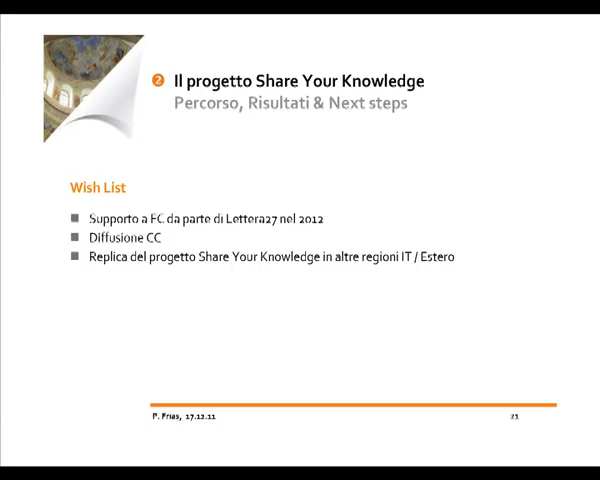 2 Il progetto Share Your Knowledge
Percorso, Risultati & Next steps
Wish List
Supporto a FC da parte di Lettera27 nel 2012
Diffusione CC
Replica del progetto Share Your Knowledge in altre regioni IT / Estero
P. Frias, 17.12.11
21